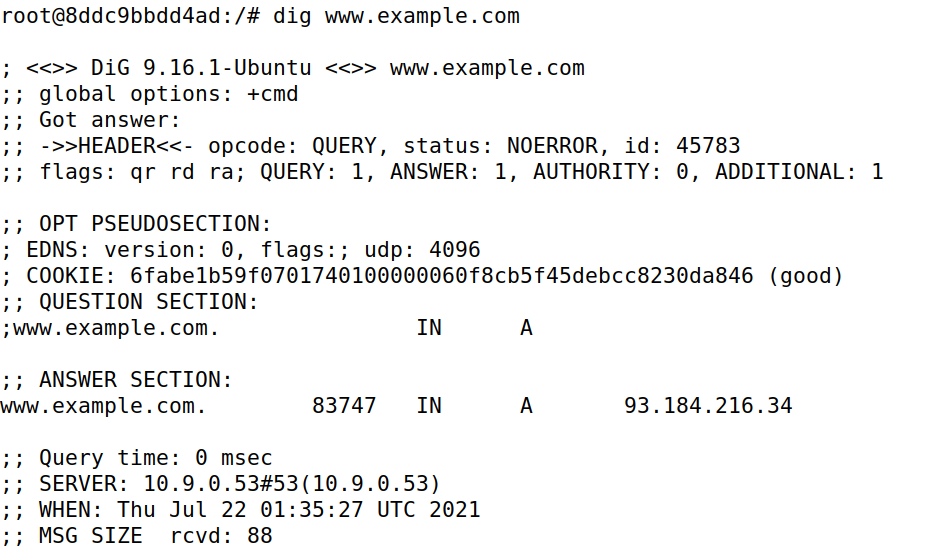 root@8ddc9bbdd4ad:/# dig www.example.com
; <<>> DiG 9.16.1-Ubuntu <<>> www.example.com
;; global options: +cmd
;; Got answer:
;; ->>HEADER<<- opcode: QUERY, status: NOERROR, id: 45783
;; flags: qr rd ra; QUERY: 1, ANSWER: 1, AUTHORITY: 0, ADDITIONAL: 1
;; OPT PSEUDOSECTION:
; EDNS: version: 0, flags:; udp: 4096
; COOKIE: 6fabe1b59f0701740100000060f8cb5f45debcc8230da846 (good)
;; QUESTION SECTION:
;www.example.com. IN A
;; ANSWER SECTION:
www.example.com. 83747 IN A 93.184.216.34
;; Query time: 0 msec
;; SERVER: 10.9.0.53#53(10.9.0.53)
;; WHEN: Thu Jul 22 01:35:27 UTC 2021
;; MSG SIZE  rcvd: 88